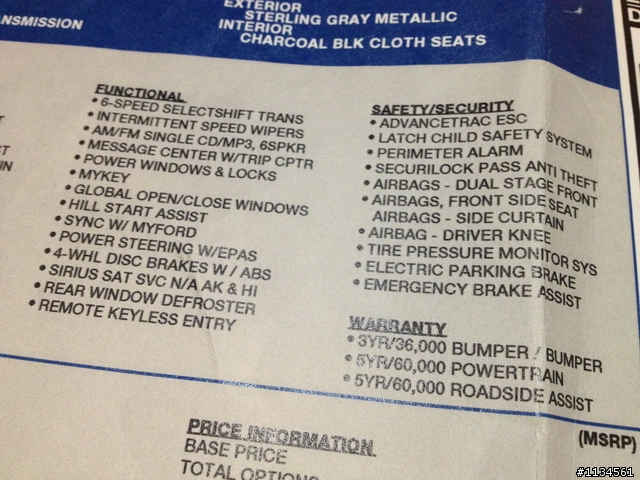 EXTERIOR
STERLING GRAY METALLIC
INTERIOR
CHARCOAL BLK CLOTH SEATS
FUNCTIONAL
• 6-SPEED SELECTSHIFT TRANS
• INTERMITTENT SPEED WIPERS
• AM/FM SINGLE CD/MP3, 6SPKR
• MESSAGE CENTER W/TRIP CPTR
• POWER WINDOWS & LOCKS
• MYKEY
• GLOBAL OPEN/CLOSE WINDOWS
• HILL START ASSIST
• SYNC W/ MYFORD
• POWER STEERING W/EPAS
• 4-WHL DISC BRAKES W / ABS
• SIRIUS SAT SVC N/A AK & HI
• REAR WINDOW DEFROSTER
• REMOTE KEYLESS ENTRY
SAFETY/SECURITY
• ADVANCETRAC ESC
• LATCH CHILD SAFETY SYSTEM
• PERIMETER ALARM
• SECURILOCK PASS ANTI THEFT
• AIRBAGS - DUAL STAGE FRONT
• AIRBAGS, FRONT SIDE SEAT
AIRBAGS - SIDE CURTAIN
• AIRBAG - DRIVER KNEE
• TIRE PRESSURE MONITOR SYS
• ELECTRIC PARKING BRAKE
• EMERGENCY BRAKE ASSIST
WARRANTY
• 3YR/36,000 BUMPER / BUMPER
• 5YR/60,000 POWERTRAIN
• 5YR/60,000 ROADSIDE ASSIST
PRICE INFORMATION
BASE PRICE
TOTAL OPTIONS
(MSRP)
#1134561